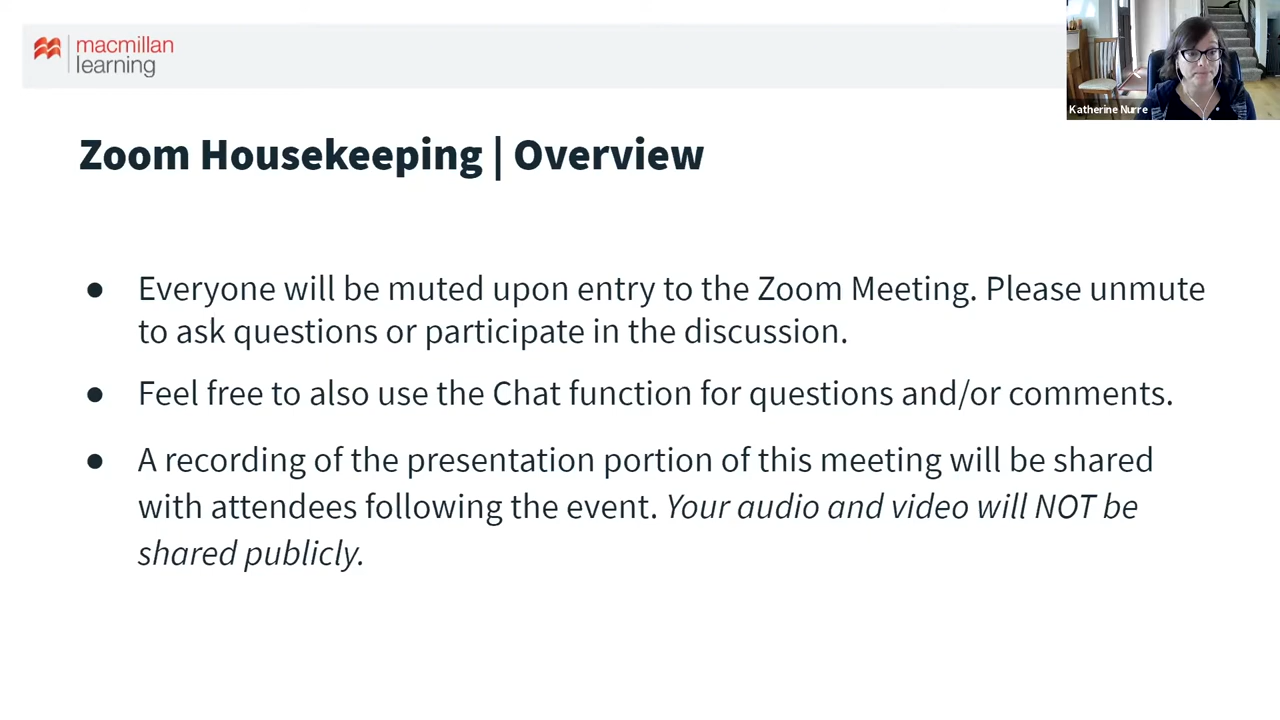 macmillan
learning
Katherine Nurre
Zoom Housekeeping | Overview
● Everyone will be muted upon entry to the Zoom Meeting. Please unmute
to ask questions or participate in the discussion.
● Feel free to also use the Chat function for questions and/or comments.
● A recording of the presentation portion of this meeting will be shared
with attendees following the event. Your audio and video will NOT be
shared publicly.